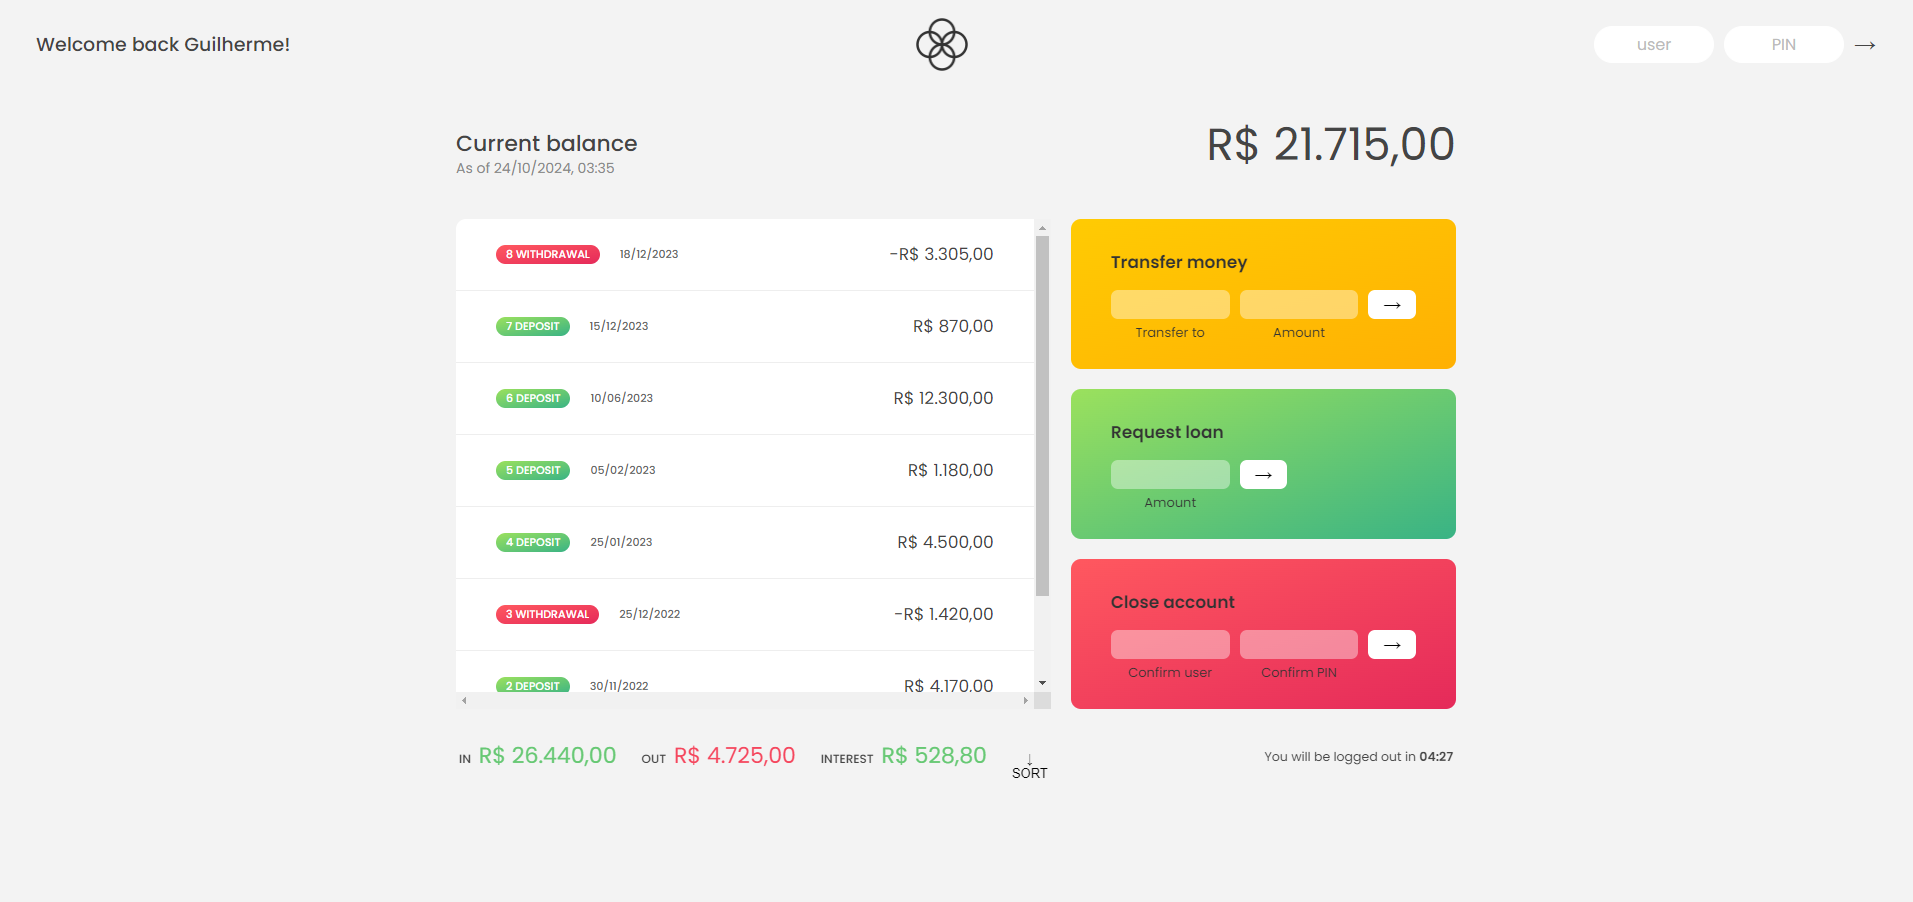 Welcome back Guilherme!
user
PIN
→
Current balance
As of 24/10/2024, 03:35
R$ 21.715,00
8 WITHDRAWAL 18/12/2023 -R$ 3.305,00
7 DEPOSIT 15/12/2023 R$ 870,00
6 DEPOSIT 10/06/2023 R$ 12.300,00
5 DEPOSIT 05/02/2023 R$ 1.180,00
4 DEPOSIT 25/01/2023 R$ 4.500,00
3 WITHDRAWAL 25/12/2022 -R$ 1.420,00
2 DEPOSIT 30/11/2022 R$ 4.170,00
Transfer money
→
Transfer to Amount
Request loan
→
Amount
Close account
→
Confirm user Confirm PIN
IN R$ 26.440,00 OUT R$ 4.725,00 INTEREST R$ 528,80
↓
SORT
You will be logged out in 04:27